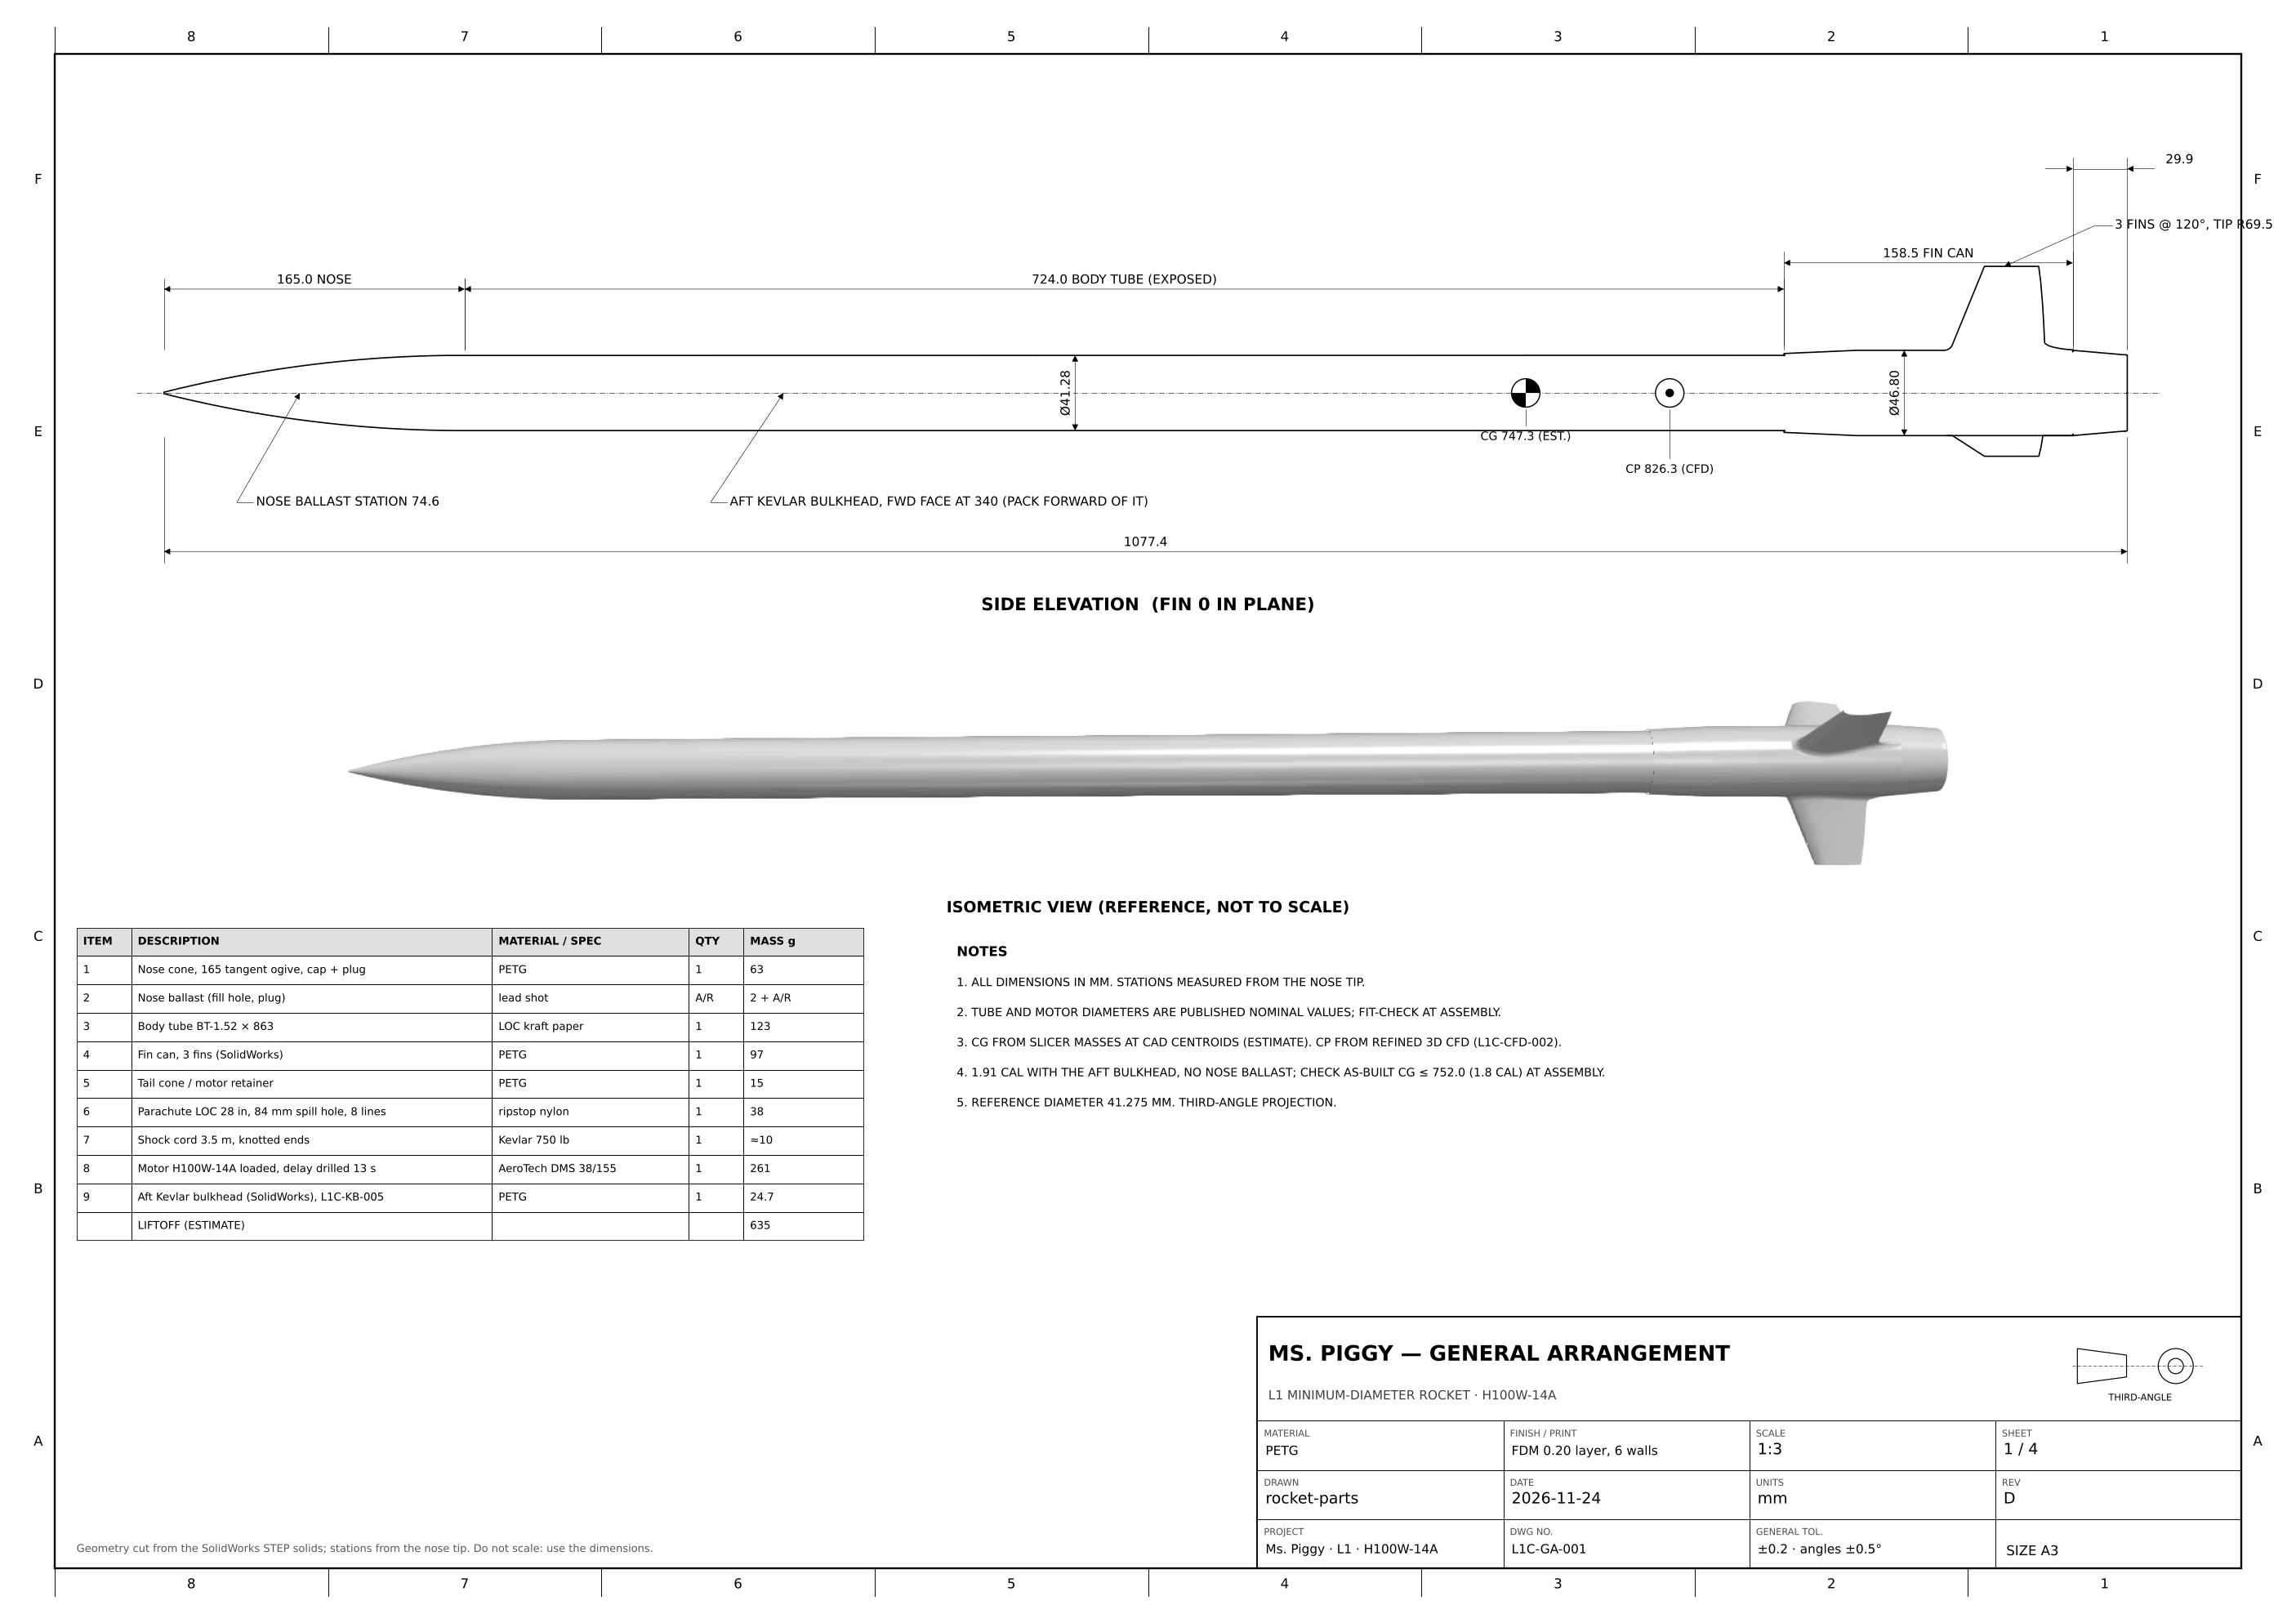 8 7 6 5 4 3 2 1
F
F
29.9
3 FINS @ 120°, TIP R69.5
158.5 FIN CAN
165.0 NOSE
724.0 BODY TUBE (EXPOSED)
Ø41.28
Ø46.80
E
E
CG 747.3 (EST.)
CP 826.3 (CFD)
NOSE BALLAST STATION 74.6
AFT KEVLAR BULKHEAD, FWD FACE AT 340 (PACK FORWARD OF IT)
1077.4
SIDE ELEVATION (FIN 0 IN PLANE)
D
D
ISOMETRIC VIEW (REFERENCE, NOT TO SCALE)
C
C
ITEM DESCRIPTION MATERIAL / SPEC QTY MASS g
1 Nose cone, 165 tangent ogive, cap + plug PETG 1 63
2 Nose ballast (fill hole, plug) lead shot A/R 2 + A/R
3 Body tube BT-1.52 × 863 LOC kraft paper 1 123
4 Fin can, 3 fins (SolidWorks) PETG 1 97
5 Tail cone / motor retainer PETG 1 15
6 Parachute LOC 28 in, 84 mm spill hole, 8 lines ripstop nylon 1 38
7 Shock cord 3.5 m, knotted ends Kevlar 750 lb 1 ≈10
8 Motor H100W-14A loaded, delay drilled 13 s AeroTech DMS 38/155 1 261
9 Aft Kevlar bulkhead (SolidWorks), L1C-KB-005 PETG 1 24.7
LIFTOFF (ESTIMATE) 635
NOTES
1. ALL DIMENSIONS IN MM. STATIONS MEASURED FROM THE NOSE TIP.
2. TUBE AND MOTOR DIAMETERS ARE PUBLISHED NOMINAL VALUES; FIT-CHECK AT ASSEMBLY.
3. CG FROM SLICER MASSES AT CAD CENTROIDS (ESTIMATE). CP FROM REFINED 3D CFD (L1C-CFD-002).
4. 1.91 CAL WITH THE AFT BULKHEAD, NO NOSE BALLAST; CHECK AS-BUILT CG ≤ 752.0 (1.8 CAL) AT ASSEMBLY.
5. REFERENCE DIAMETER 41.275 MM. THIRD-ANGLE PROJECTION.
B
B
MS. PIGGY — GENERAL ARRANGEMENT
L1 MINIMUM-DIAMETER ROCKET · H100W-14A
THIRD-ANGLE
A
A
MATERIAL FINISH / PRINT SCALE SHEET
PETG FDM 0.20 layer, 6 walls 1:3 1 / 4
DRAWN DATE UNITS REV
rocket-parts 2026-11-24 mm D
PROJECT DWG NO. GENERAL TOL.
Ms. Piggy · L1 · H100W-14A L1C-GA-001 ±0.2 · angles ±0.5° SIZE A3
Geometry cut from the SolidWorks STEP solids; stations from the nose tip. Do not scale: use the dimensions.
8 7 6 5 4 3 2 1